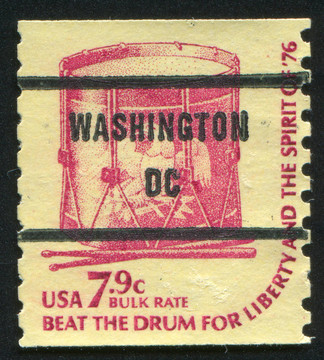 WASHINGTON
DC
USA 7.9c
BULK RATE
BEAT THE DRUM FOR LIBERTY AND THE SPIRIT OF '76